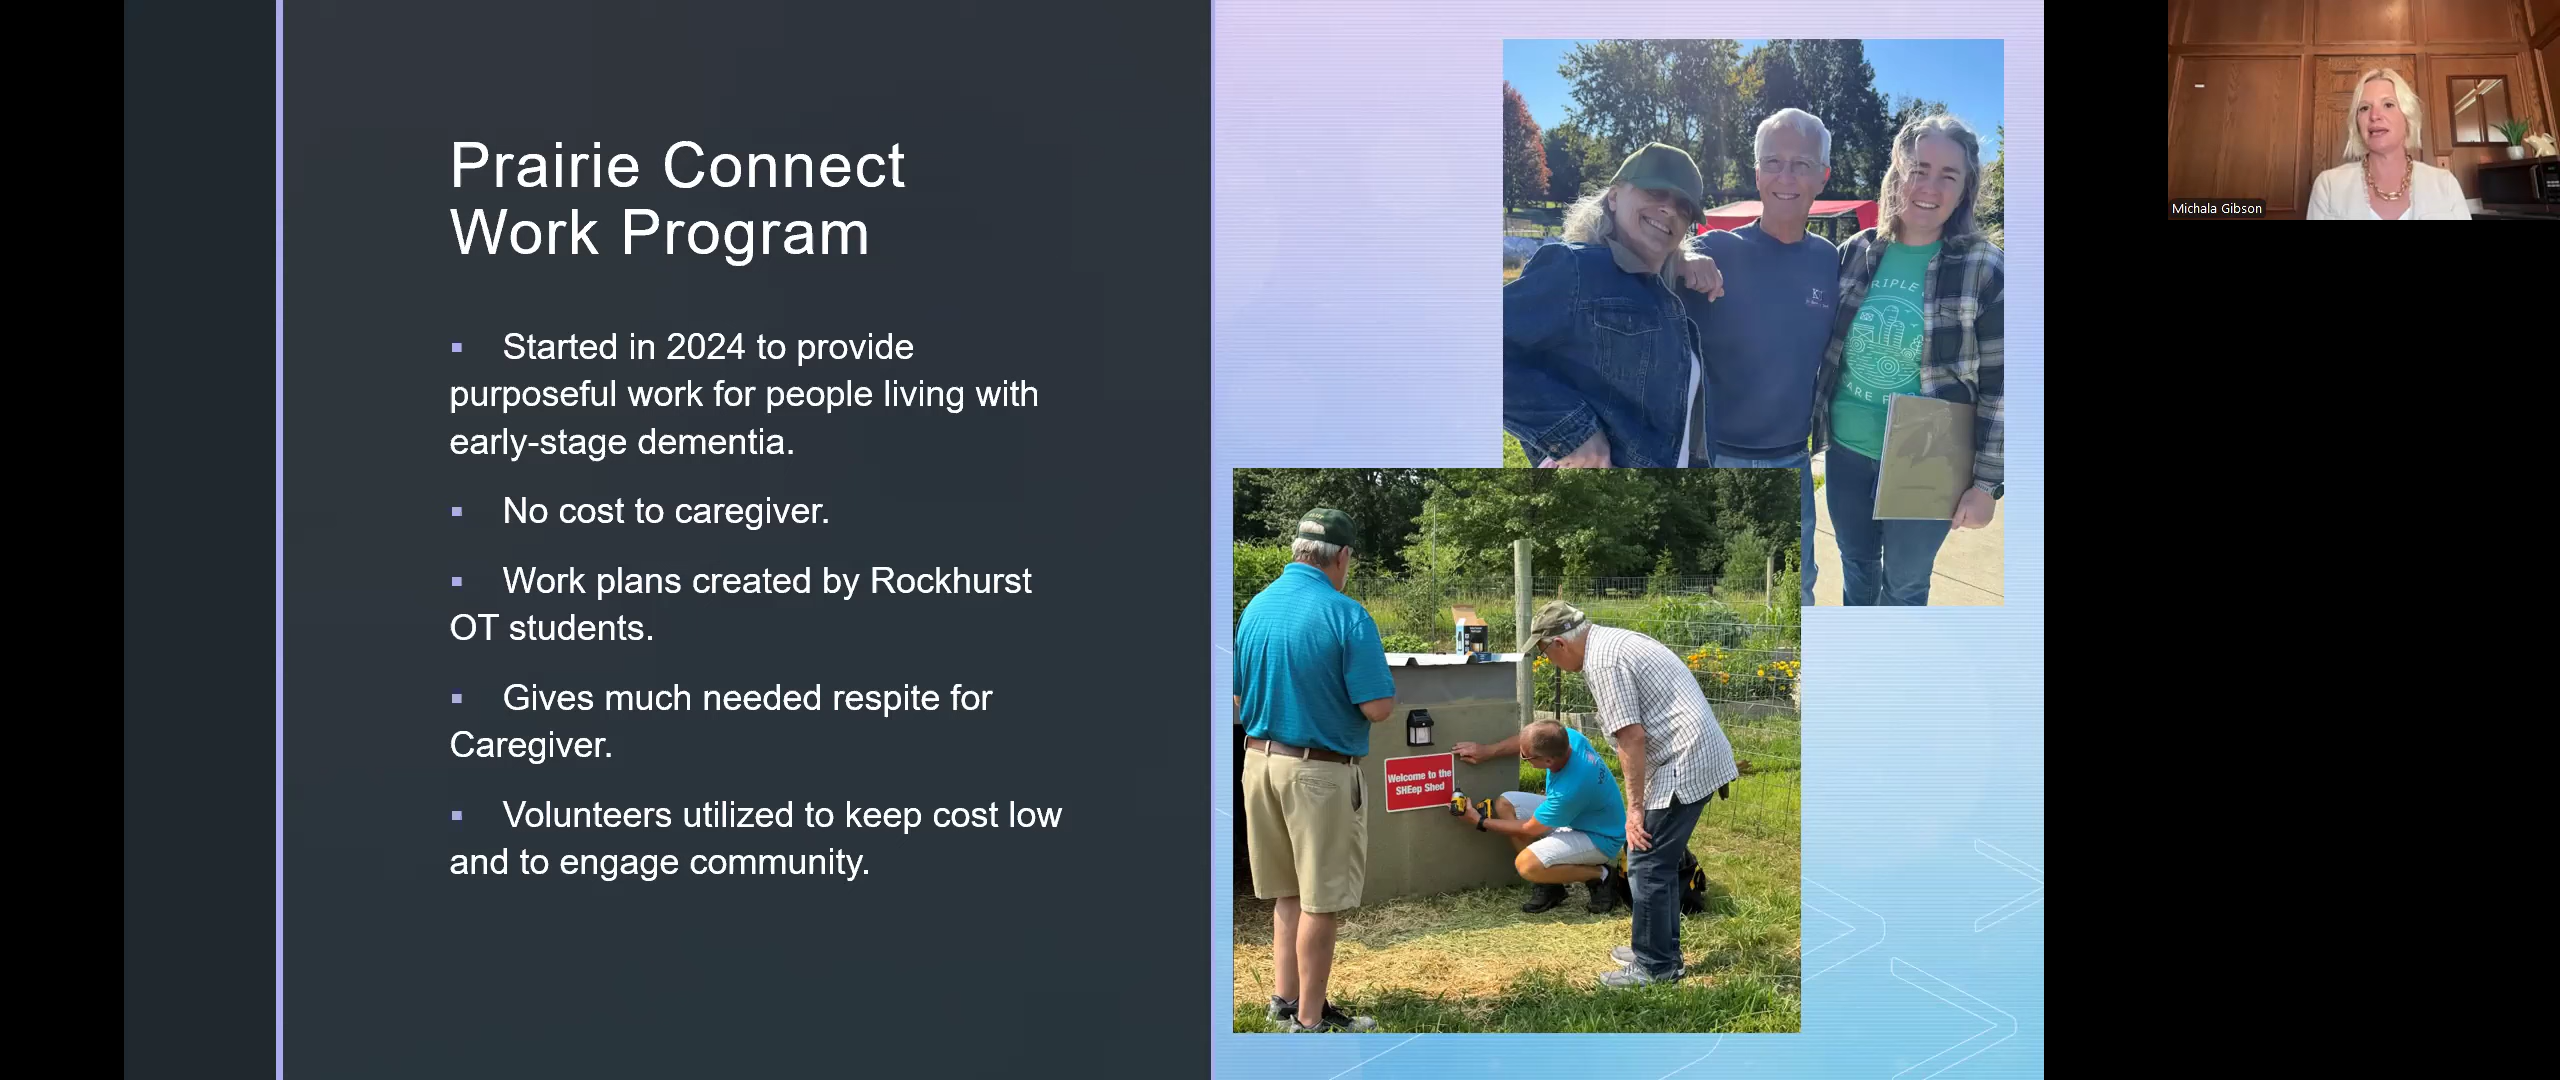 Prairie Connect
Work Program
▪ Started in 2024 to provide
purposeful work for people living with
early-stage dementia.
▪ No cost to caregiver.
▪ Work plans created by Rockhurst
OT students.
▪ Gives much needed respite for
Caregiver.
▪ Volunteers utilized to keep cost low
and to engage community.
Welcome to the
SHEep Shed
Michala Gibson